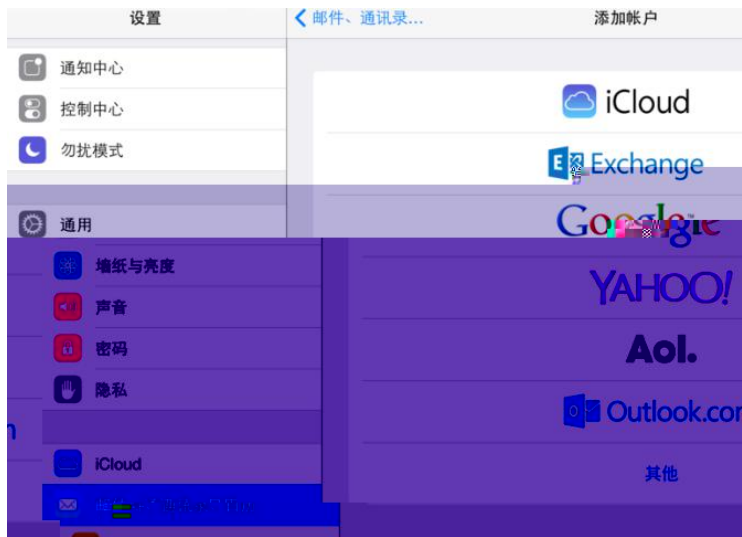 设置
通知中心
控制中心
勿扰模式
通用
墙纸与亮度
声音
密码
隐私
iCloud
邮件、通讯录...
添加帐户
iCloud
Exchange
YAHOO!
Aol.
Outlook.com
其他